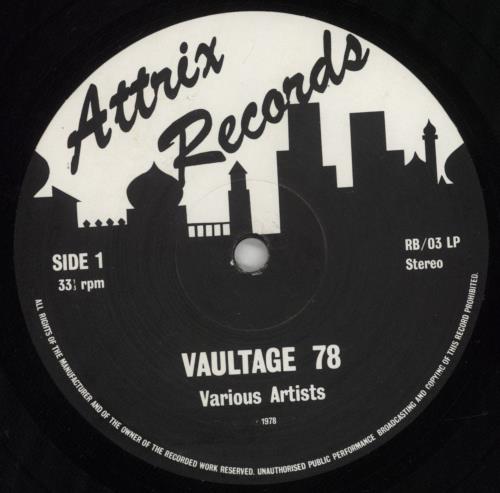 Attrix
Records
SIDE 1
33⅓ rpm
RB/03 LP
Stereo
VAULTAGE 78
Various Artists
1978
ALL RIGHTS OF THE MANUFACTURER AND OF THE OWNER OF THE RECORDED WORK RESERVED. UNAUTHORISED PUBLIC PERFORMANCE BROADCASTING AND COPYING OF THIS RECORD PROHIBITED.